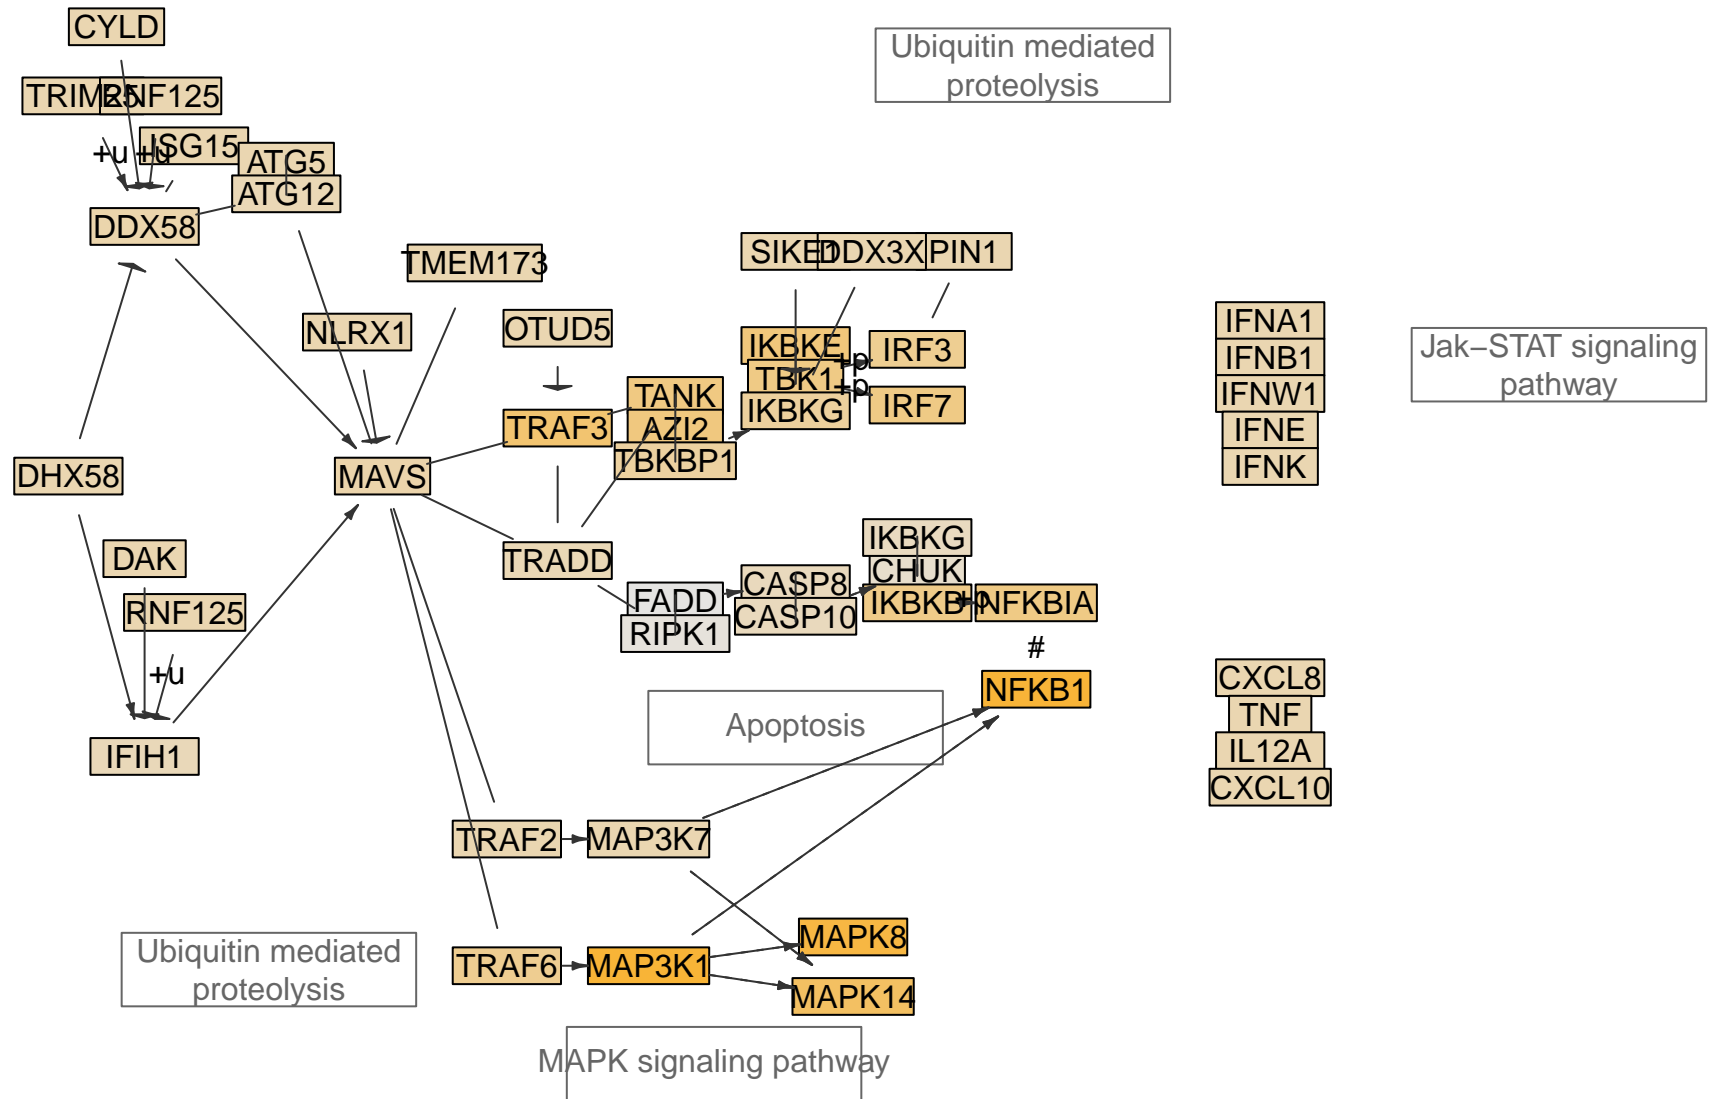 CYLD
Ubiquitin mediated
proteolysis
TRIM25
RNF125
ISG15
+u
+u
ATG5
ATG12
DDX58
TMEM173
SIKE1
DDX3X
PIN1
NLRX1
OTUD5
IKBKE
+p
IRF3
TBK1
+p
IKBKG
IRF7
IFNA1
IFNB1
IFNW1
IFNE
IFNK
Jak−STAT signaling
pathway
TANK
TRAF3
AZI2
TBKBP1
DHX58
MAVS
DAK
TRADD
IKBKG
CHUK
IKBKB
+p
NFKBIA
CASP8
CASP10
FADD
RIPK1
RNF125
+u
#
NFKB1
CXCL8
TNF
IL12A
CXCL10
Apoptosis
IFIH1
TRAF2
MAP3K7
MAPK8
Ubiquitin mediated
proteolysis
TRAF6
MAP3K1
MAPK14
MAPK signaling pathway